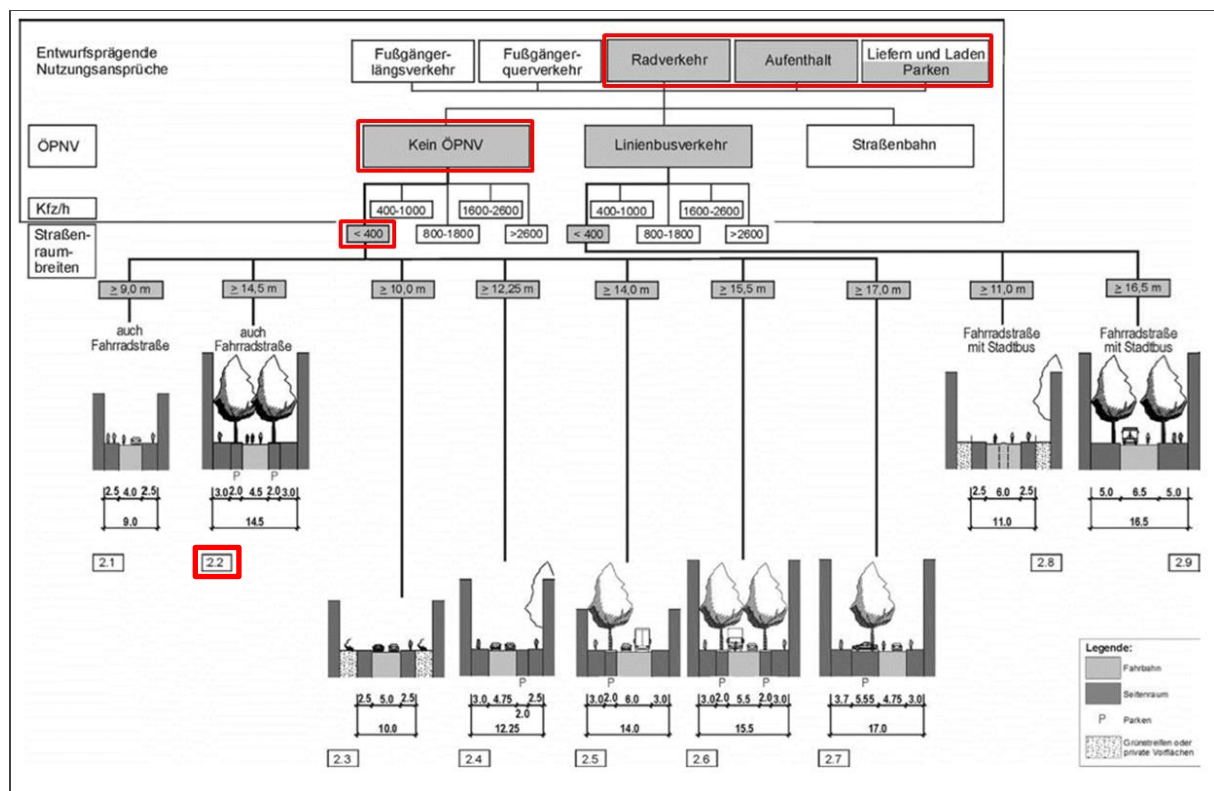 Entwurfsprägende
Nutzungsansprüche
Fußgänger-
längsverkehr
Fußgänger-
querverkehr
Radverkehr
Aufenthalt
Liefern und Laden
Parken
ÖPNV
Kein ÖPNV
Linienbusverkehr
Straßenbahn
Kfz/h
400-1000
1600-2600
400-1000
1600-2600
Straßen-
raum-
breiten
< 400
800-1800
>2600
< 400
800-1800
>2600
≥ 9,0 m
≥ 14,5 m
≥ 10,0 m
≥ 12,25 m
≥ 14,0 m
≥ 15,5 m
≥ 17,0 m
≥ 11,0 m
≥ 16,5 m
auch
Fahrradstraße
auch
Fahrradstraße
Fahrradstraße
mit Stadtbus
Fahrradstraße
mit Stadtbus
P P
2.5 4.0 2.5
9.0
3.0 2.0 4.5 2.0 3.0
14.5
2.5 6.0 2.5
11.0
5.0 6.5 5.0
16.5
2.1
2.2
2.8
2.9
P
P
P P
P
2.5 5.0 2.5
10.0
3.0 4.75 2.5
2.0
12.25
3.0 2.0 6.0 3.0
14.0
3.0 2.0 5.5 2.0 3.0
15.5
3.7 5.55 4.75 3.0
17.0
2.3
2.4
2.5
2.6
2.7
Legende:
Fahrbahn
Seitenraum
P Parken
Grünstreifen oder
private Vorflächen